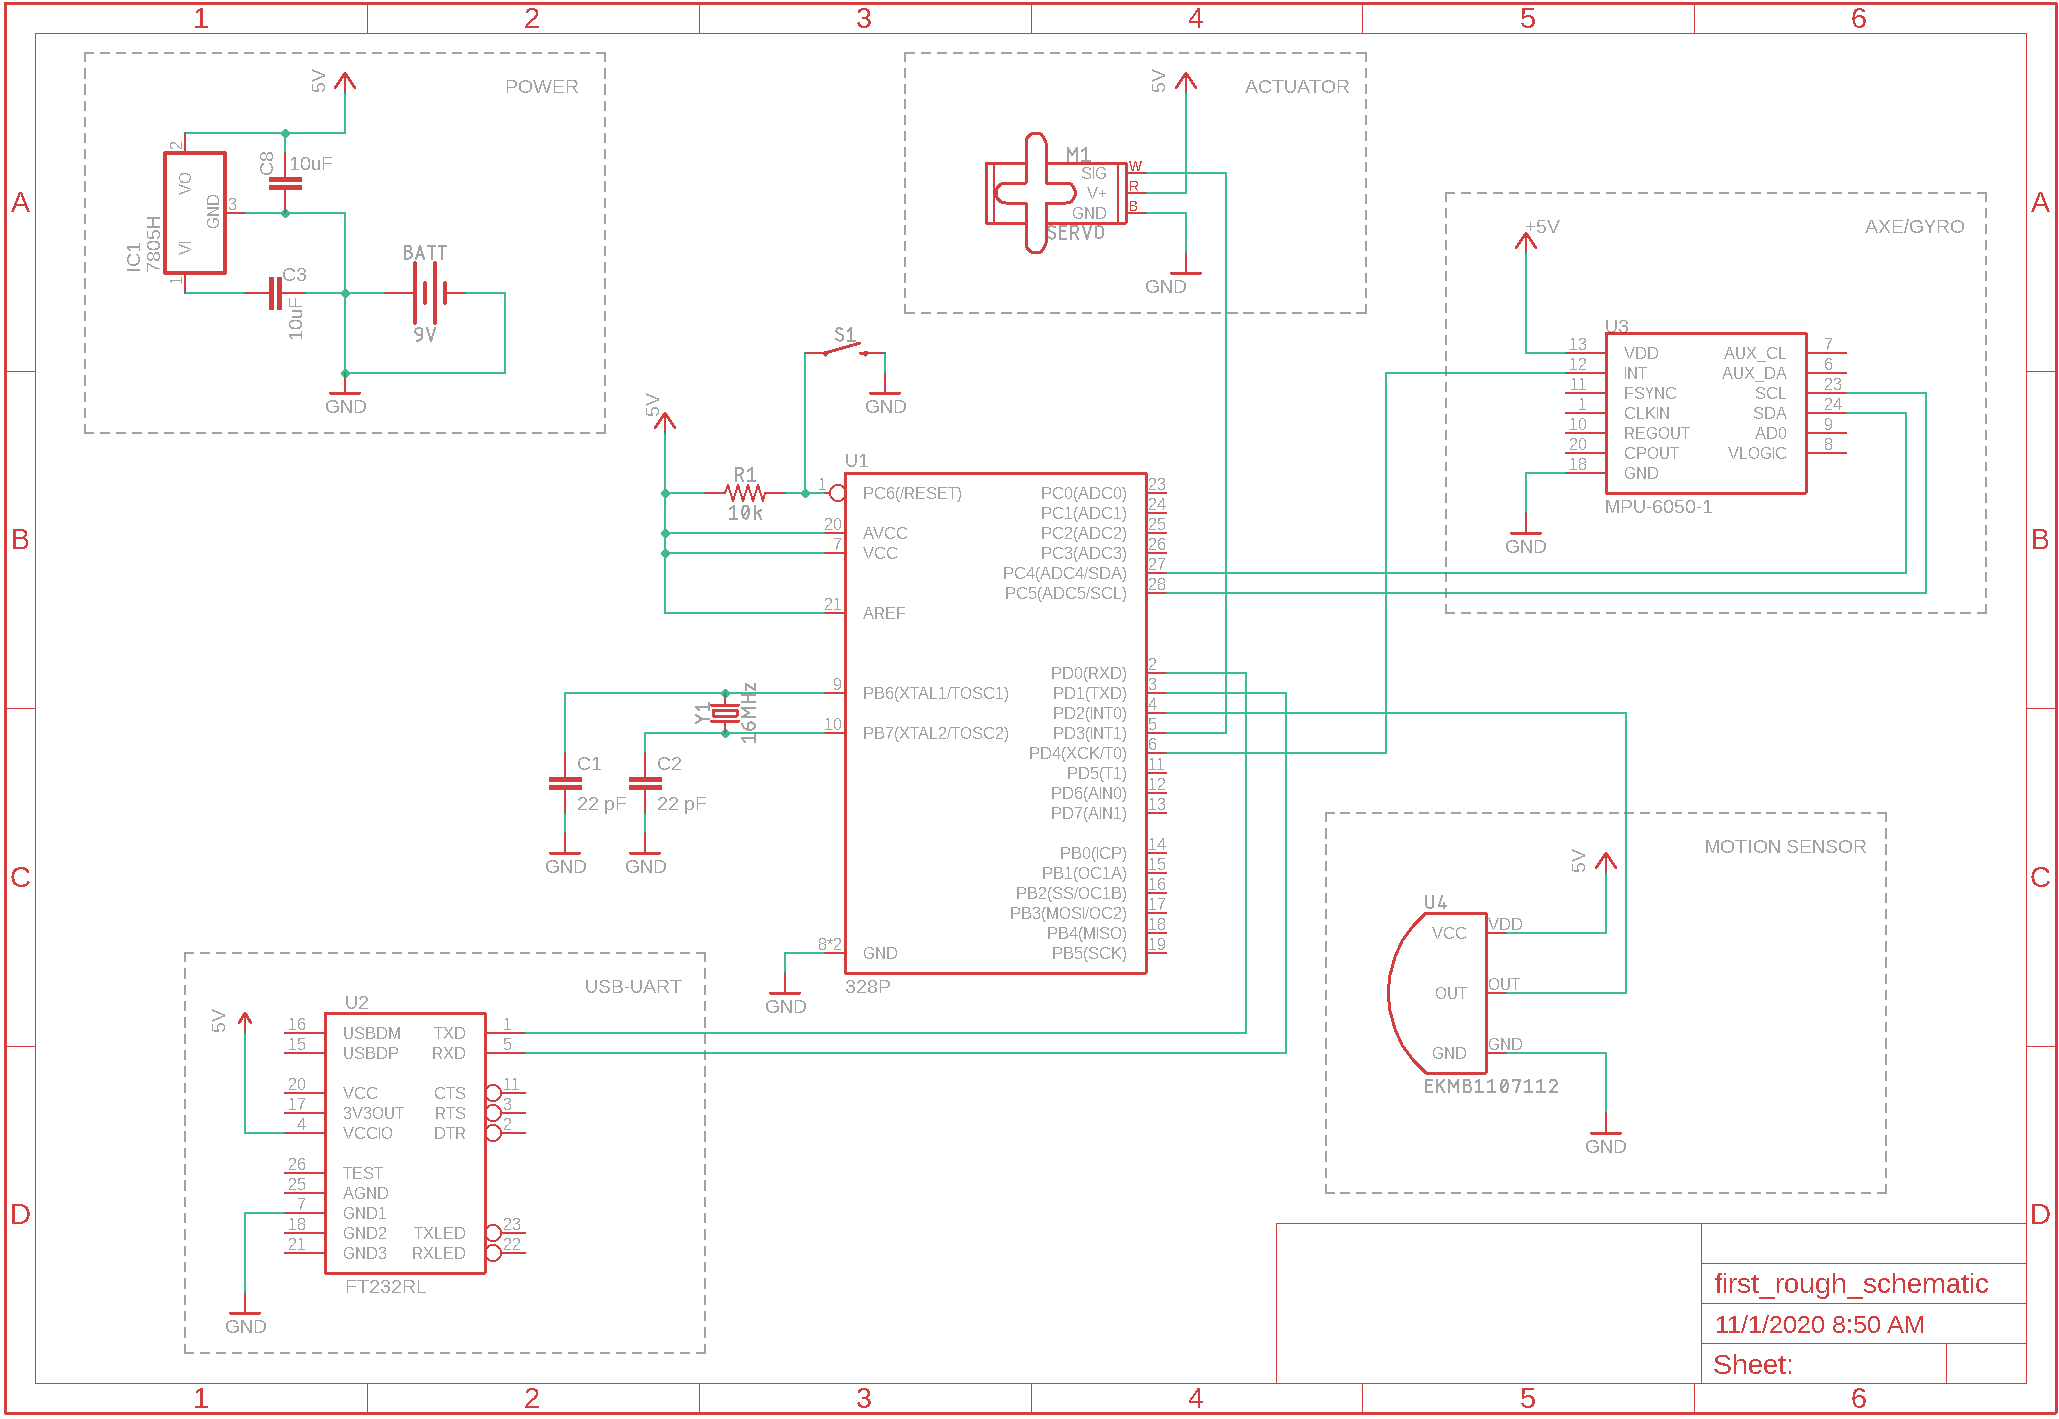 1 2 3 4 5 6
A
B
C
D
A
B
C
D
POWER
5V
2
VO
GND
VI
3
1
IC1
7805H
C8
10uF
C3
10uF
BATT
9V
GND
ACTUATOR
5V
M1
SIG
V+
GND
W
R
B
SERVO
GND
AXE/GYRO
+5V
U3
13 VDD AUX_CL 7
12 INT AUX_DA 6
11 FSYNC SCL 23
1 CLKIN SDA 24
10 REGOUT AD0 9
20 CPOUT VLOGIC 8
18 GND
MPU-6050-1
GND
S1
GND
5V
R1
10k
U1
1 PC6(/RESET) PC0(ADC0) 23
PC1(ADC1) 24
20 AVCC PC2(ADC2) 25
7 VCC PC3(ADC3) 26
PC4(ADC4/SDA) 27
PC5(ADC5/SCL) 28
21 AREF
PD0(RXD) 2
9 PB6(XTAL1/TOSC1) PD1(TXD) 3
PD2(INT0) 4
10 PB7(XTAL2/TOSC2) PD3(INT1) 5
PD4(XCK/T0) 6
PD5(T1) 11
PD6(AIN0) 12
PD7(AIN1) 13
PB0(ICP) 14
PB1(OC1A) 15
PB2(SS/OC1B) 16
PB3(MOSI/OC2) 17
PB4(MISO) 18
8*2 GND PB5(SCK) 19
328P
GND
Y1
16MHz
C1
22 pF
GND
C2
22 pF
GND
MOTION SENSOR
5V
U4
VCC VDD
OUT OUT
GND GND
EKMB1107112
GND
USB-UART
5V
U2
16 USBDM TXD 1
15 USBDP RXD 5
20 VCC CTS 11
17 3V3OUT RTS 3
4 VCCIO DTR 2
26 TEST
25 AGND
7 GND1
18 GND2 TXLED 23
21 GND3 RXLED 22
FT232RL
GND
first_rough_schematic
11/1/2020 8:50 AM
Sheet:
1 2 3 4 5 6